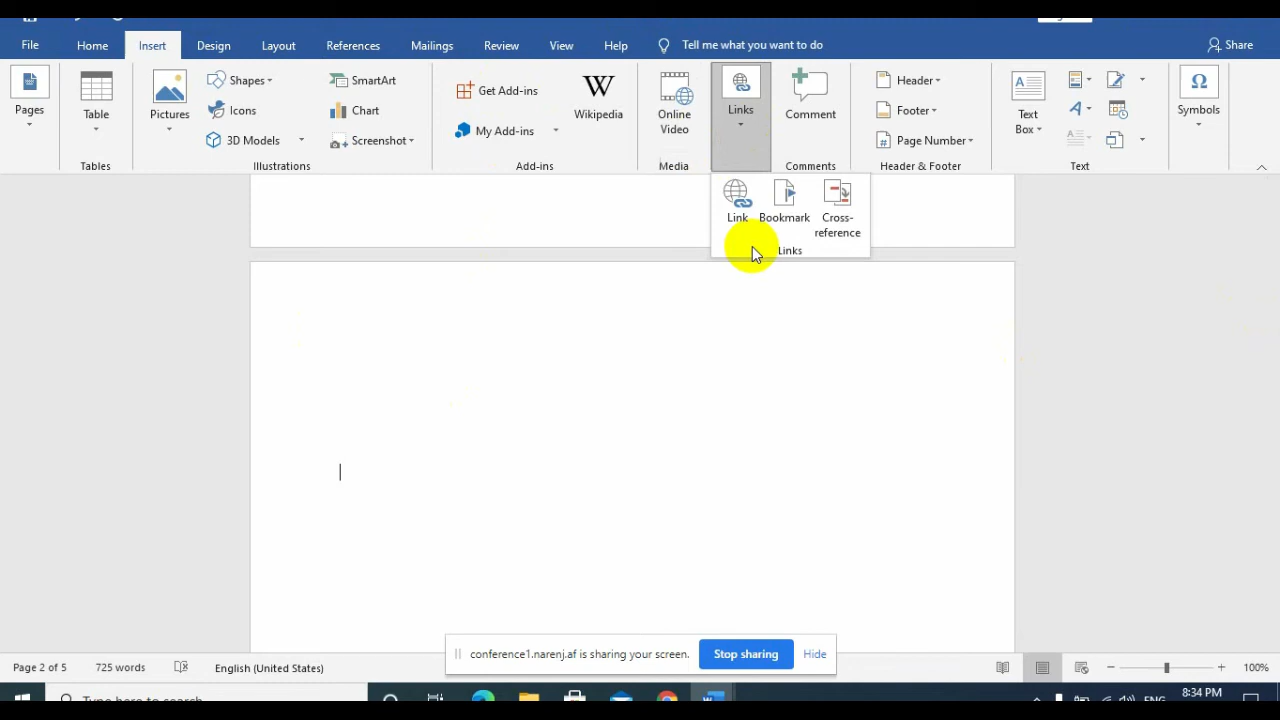 File Home Insert Design Layout References Mailings Review View Help Tell me what you want to do Share
Pages
Table
Pictures
Shapes
Icons
3D Models
SmartArt
Chart
Screenshot
Get Add-ins
My Add-ins
W
Wikipedia
Online
Video
Links
Comment
Header
Footer
Page Number
Text
Box
Symbols
Tables Illustrations Add-ins Media Comments Header & Footer Text
Link Bookmark Cross-
reference
Links
conference1.narenj.af is sharing your screen. Stop sharing Hide
Page 2 of 5 725 words English (United States) 100%
Type here to search
ENG 8:34 PM